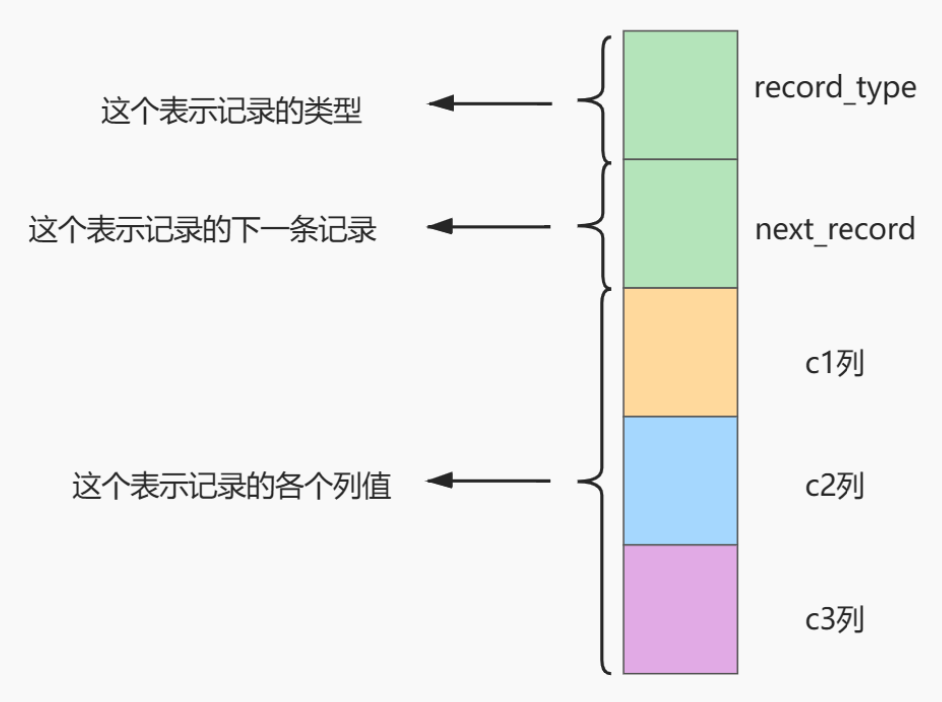 这个表示记录的类型
record_type
这个表示记录的下一条记录
next_record
c1列
这个表示记录的各个列值
c2列
c3列